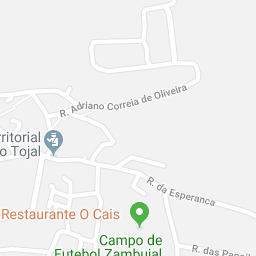 R. Adriano Correia de Oliveira
rritorial
o Tojal
R. da Esperanca
Restaurante O Cais
Campo de
Futebol Zambujal
R. das Papoil